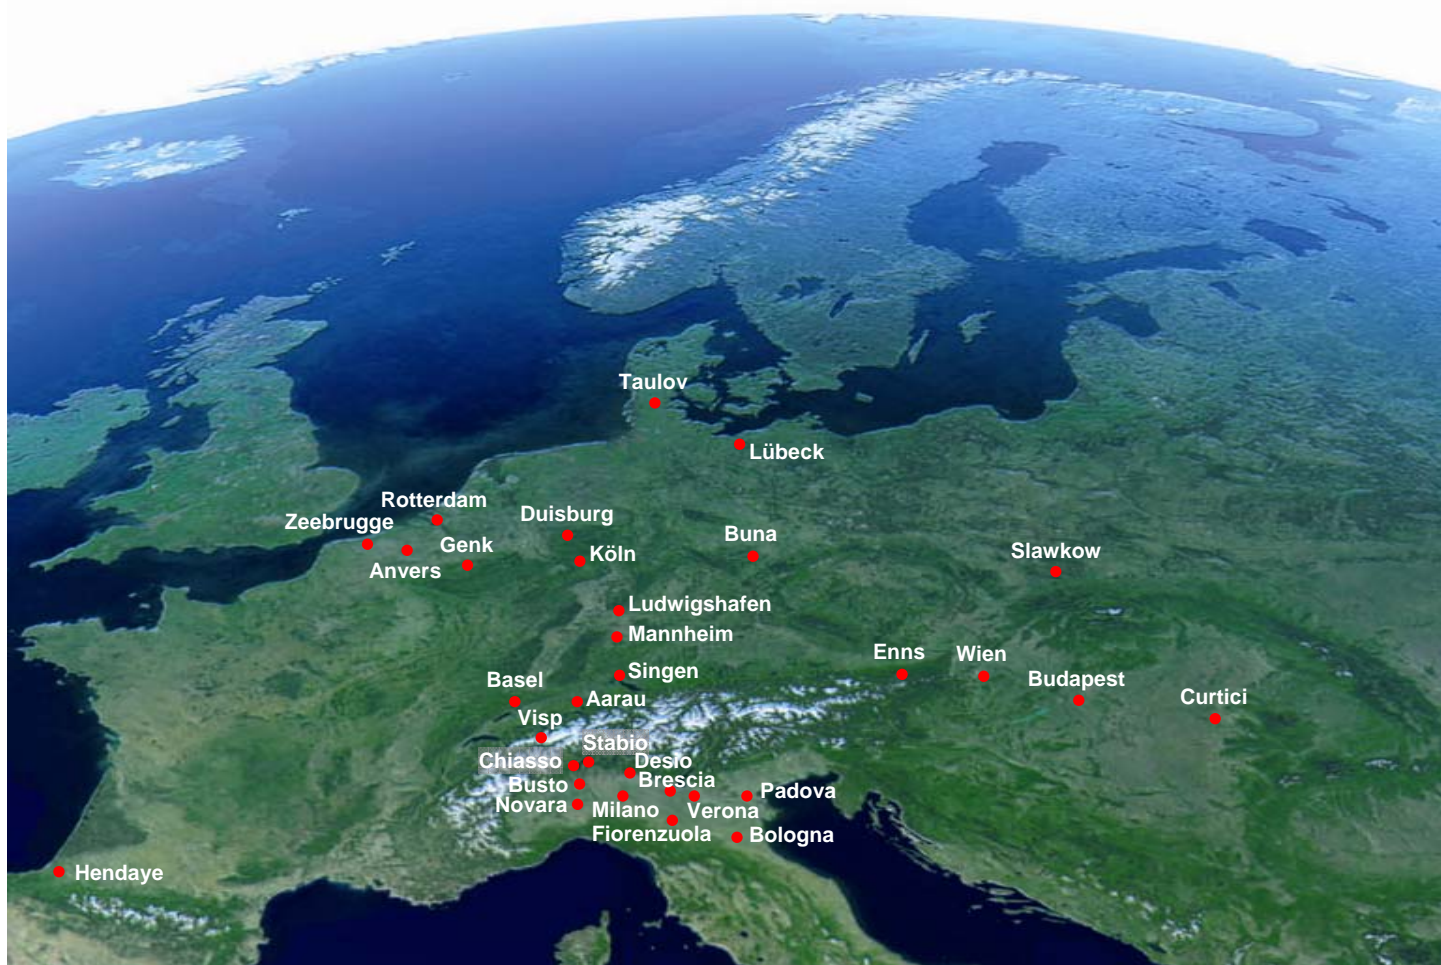 Taulov
Lübeck
Rotterdam
Zeebrugge
Duisburg
Buna
Genk
Köln
Slawkow
Anvers
Ludwigshafen
Mannheim
Enns
Wien
Singen
Basel
Budapest
Aarau
Curtici
Visp
Stabio
Chiasso
Desio
Brescia
Busto
Padova
Novara
Milano
Verona
Fiorenzuola
Bologna
Hendaye